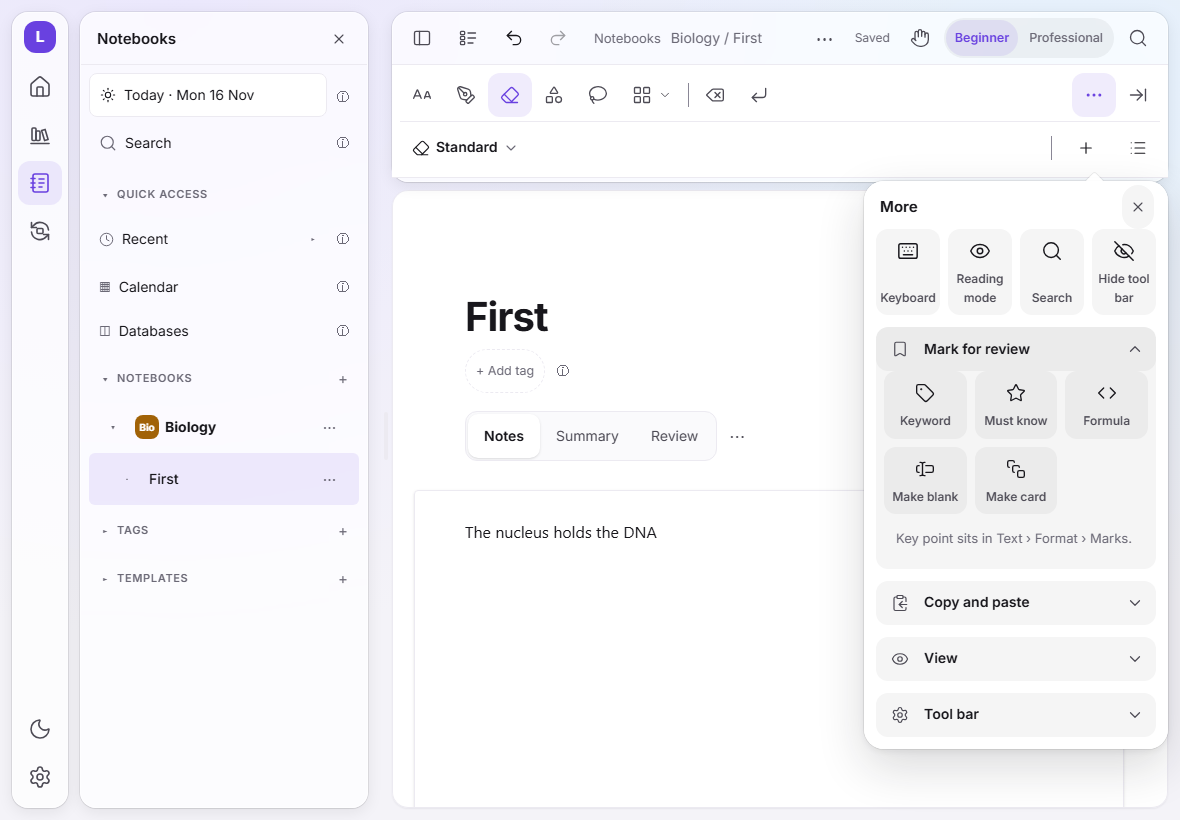 L
Notebooks
Today · Mon 16 Nov
Search
QUICK ACCESS
Recent
Calendar
Databases
NOTEBOOKS
Bio Biology
First
TAGS
TEMPLATES
Notebooks Biology / First
Saved
Beginner Professional
AA
Standard
First
+ Add tag
Notes Summary Review
The nucleus holds the DNA
More
Keyboard
Reading mode
Search
Hide tool bar
Mark for review
Keyword
Must know
Formula
Make blank
Make card
Key point sits in Text › Format › Marks.
Copy and paste
View
Tool bar